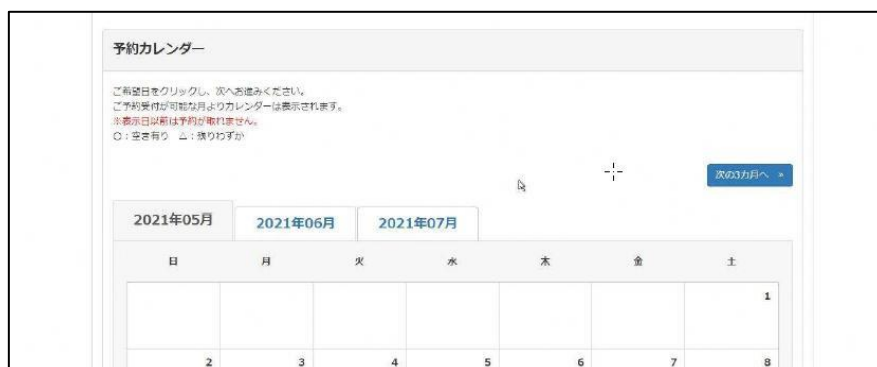 予約カレンダー
ご希望日をクリックし、次へお進みください。
ご予約受付が可能な月よりカレンダーは表示されます。
※表示日以前は予約が取れません。
○：空き有り △：残りわずか
次の3カ月へ »
2021年05月 2021年06月 2021年07月
日 月 火 水 木 金 土
1
2 3 4 5 6 7 8